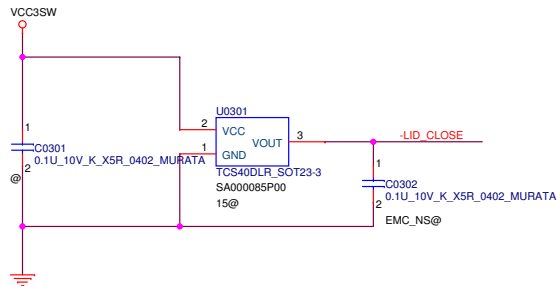 VCC3SW
U0301
2
VCC
VOUT
3
1
GND
-LID_CLOSE
TCS40DLR_SOT23-3
SA000085P00
15@
1
C0301
0.1U_10V_K_X5R_0402_MURATA
2
@
1
C0302
0.1U_10V_K_X5R_0402_MURATA
2
EMC_NS@